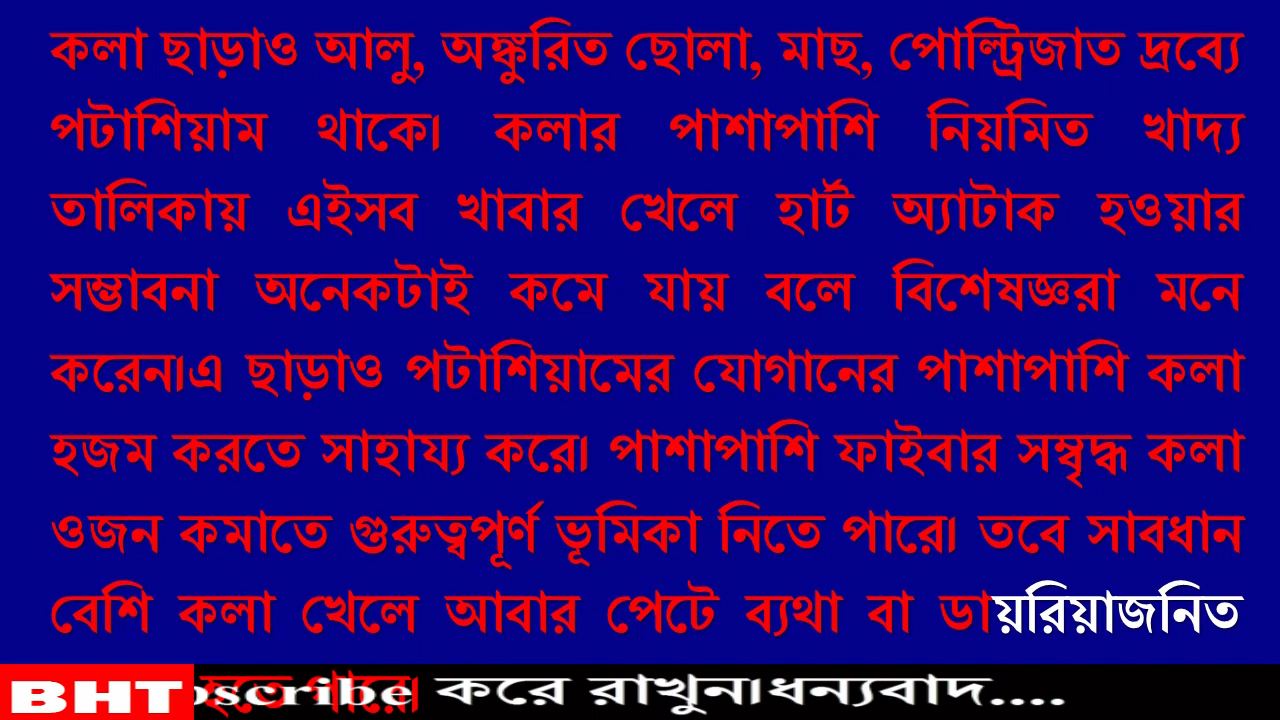 কলা ছাড়াও আলু, অঙ্কুরিত ছোলা, মাছ, পোল্ট্রিজাত দ্রব্যে
পটাশিয়াম থাকে। কলার পাশাপাশি নিয়মিত খাদ্য
তালিকায় এইসব খাবার খেলে হার্ট অ্যাটাক হওয়ার
সম্ভাবনা অনেকটাই কমে যায় বলে বিশেষজ্ঞরা মনে
করেন।এ ছাড়াও পটাশিয়ামের যোগানের পাশাপাশি কলা
হজম করতে সাহায্য করে। পাশাপাশি ফাইবার সম্বৃদ্ধ কলা
ওজন কমাতে গুরুত্বপূর্ণ ভূমিকা নিতে পারে। তবে সাবধান
বেশি কলা খেলে আবার পেটে ব্যথা বা ডায়রিয়াজনিত
হতে পারে।
BHT করে রাখুন।ধন্যবাদ....